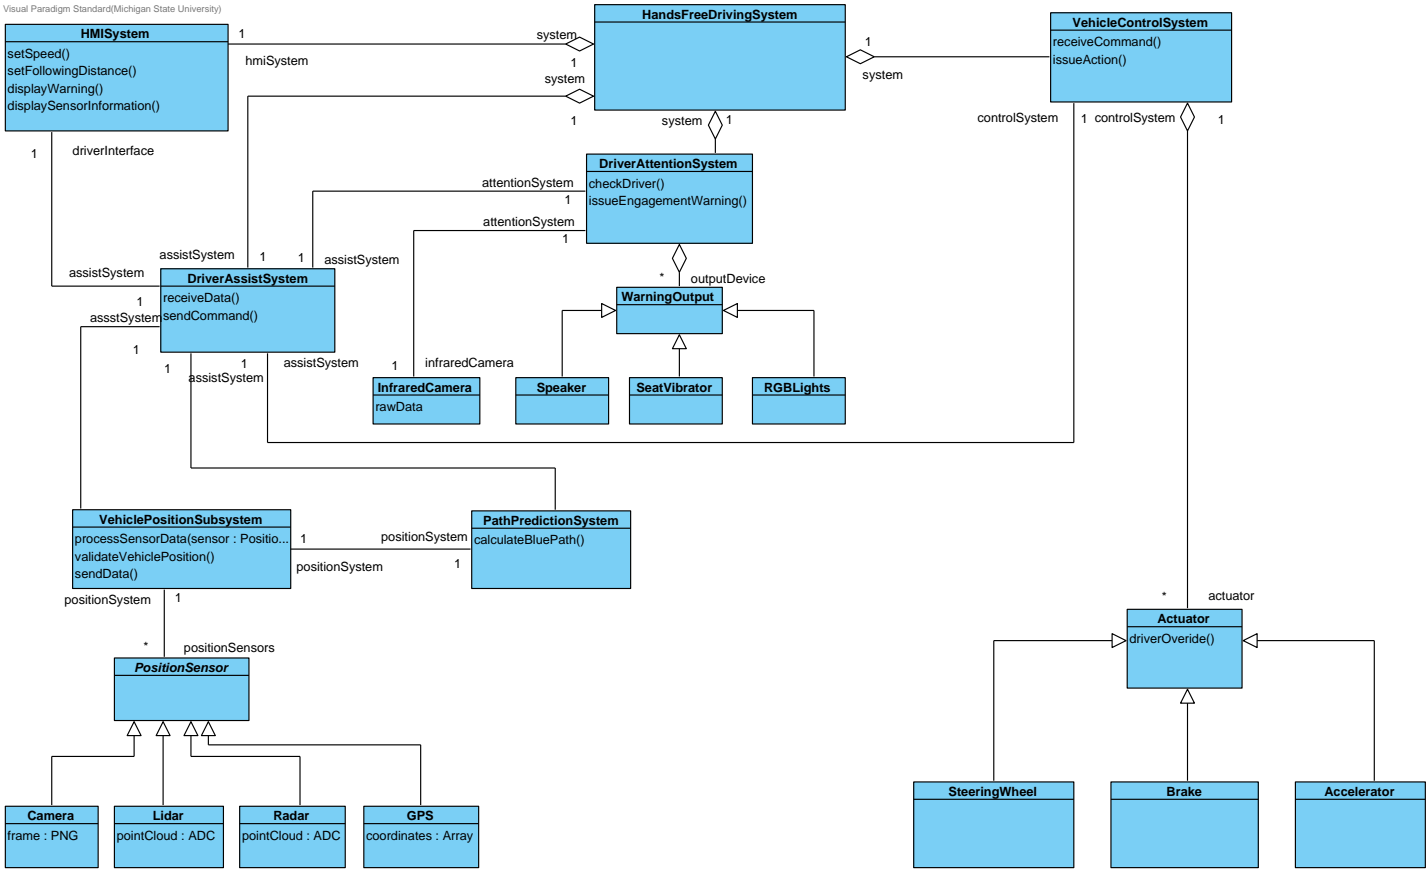 Visual Paradigm Standard(Michigan State University)
HMISystem
setSpeed()
setFollowingDistance()
displayWarning()
displaySensorInformation()
1
hmiSystem
system
1
system
1
HandsFreeDrivingSystem
1
system
VehicleControlSystem
receiveCommand()
issueAction()
system
1
controlSystem
1
controlSystem
1
1
driverInterface
DriverAttentionSystem
checkDriver()
issueEngagementWarning()
attentionSystem
1
attentionSystem
1
assistSystem
1
1
assistSystem
assistSystem
1
DriverAssistSystem
receiveData()
sendCommand()
*
outputDevice
WarningOutput
assstSystem
1
1
assistSystem
1
assistSystem
1
infraredCamera
InfraredCamera
rawData
Speaker
SeatVibrator
RGBLights
VehiclePositionSubsystem
processSensorData(sensor : Positio...
validateVehiclePosition()
sendData()
1
positionSystem
positionSystem
1
PathPredictionSystem
calculateBluePath()
positionSystem
1
*
positionSensors
PositionSensor
*
actuator
Actuator
driverOveride()
Camera
frame : PNG
Lidar
pointCloud : ADC
Radar
pointCloud : ADC
GPS
coordinates : Array
SteeringWheel
Brake
Accelerator